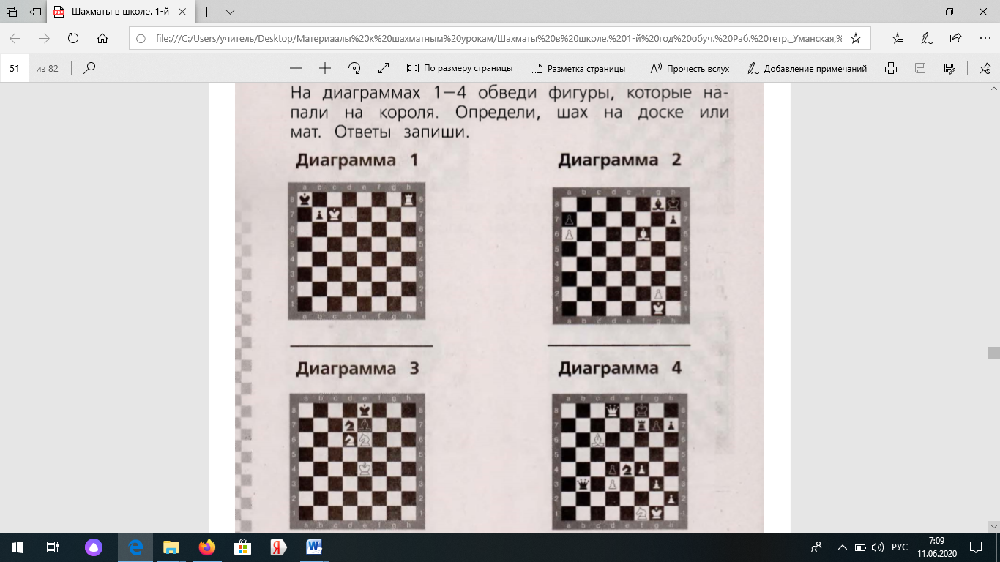 Шахматы в школе. 1-й
file:///C:/Users/учитель/Desktop/Материаалы%20к%20шахматным%20урокам/Шахматы%20в%20школе.%201-й%20год%20обуч.%20Раб.%20тетр._Уманская,%
51 из 82
По размеру страницы
Разметка страницы
Прочесть вслух
Добавление примечаний
На диаграммах 1—4 обведи фигуры, которые на-
пали на короля. Определи, шах на доске или
мат. Ответы запиши.
Диаграмма 1
Диаграмма 2
Диаграмма 3
Диаграмма 4
РУС
7:09
11.06.2020